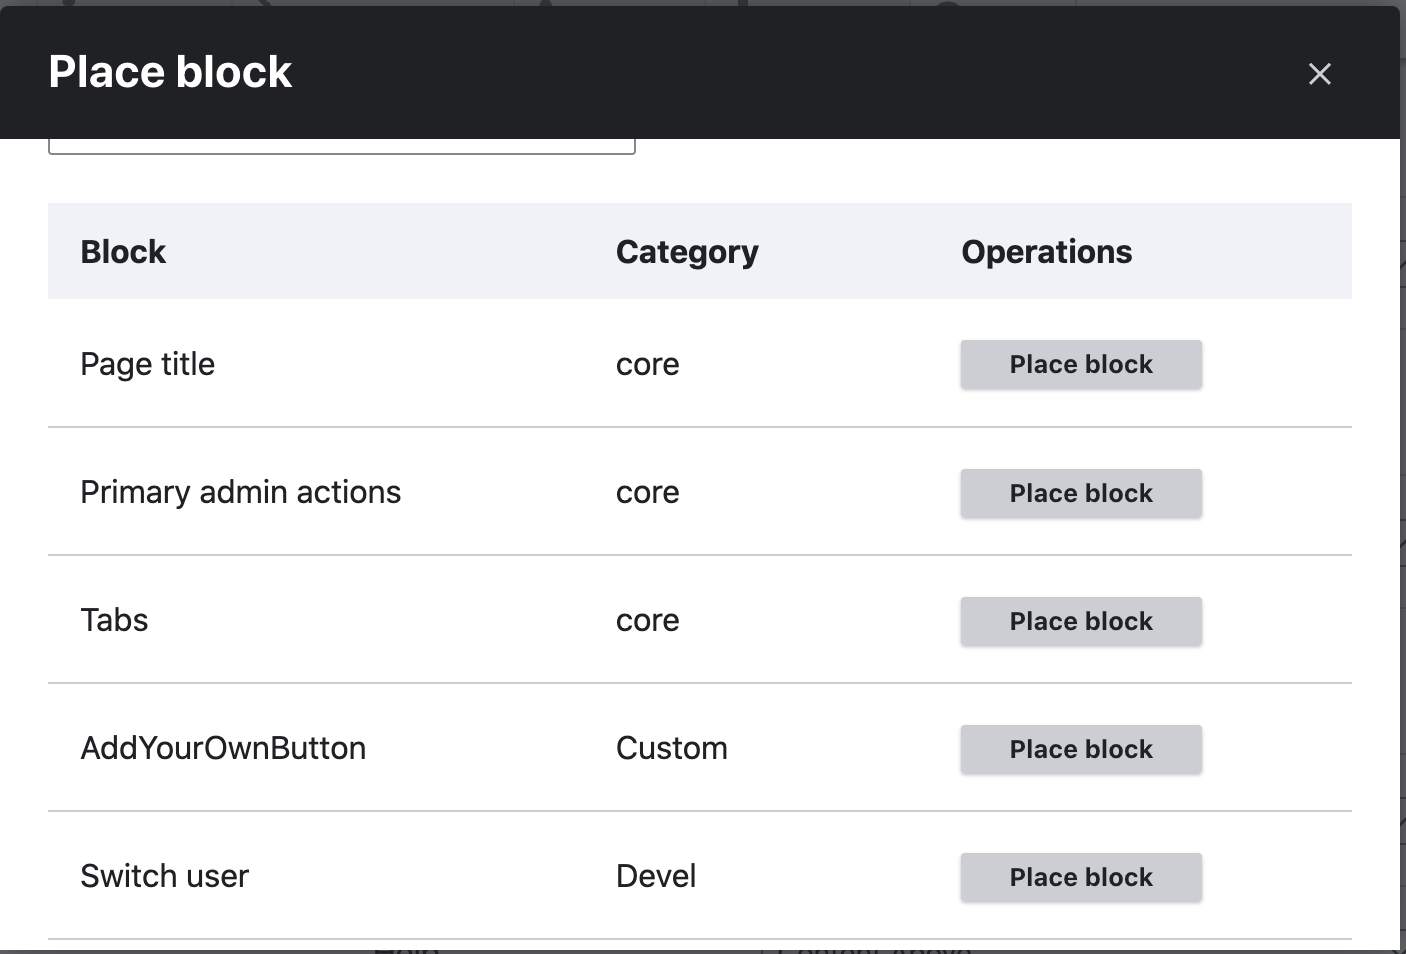 Place block
Block Category Operations
Page title core Place block
Primary admin actions core Place block
Tabs core Place block
AddYourOwnButton Custom Place block
Switch user Devel Place block